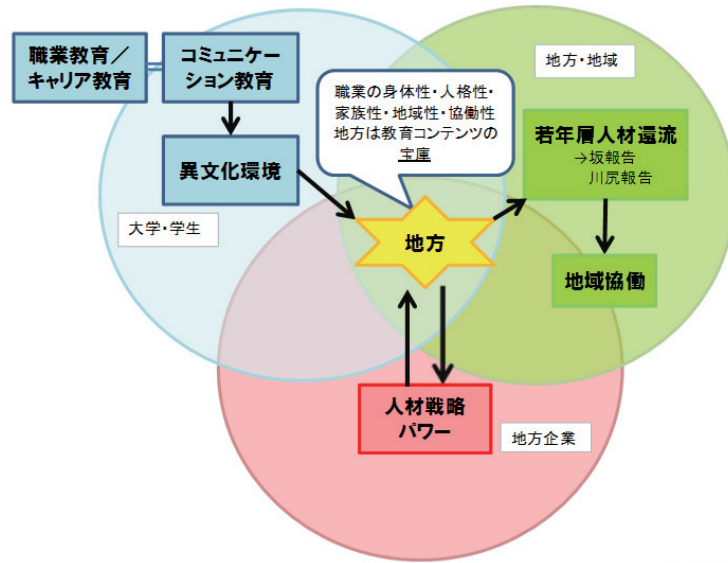 職業教育／
キャリア教育
コミュニケー
ション教育
異文化環境
大学・学生
職業の身体性・人格性・
家族性・地域性・協働性
地方は教育コンテンツの
宝庫
地方
地方・地域
若年層人材還流
→坂報告
川尻報告
地域協働
人材戦略
パワー
地方企業